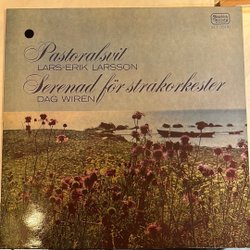 Pastoralsvit
LARS-ERIK LARSSON
Serenad för stråkorkester
DAG WIRÉN